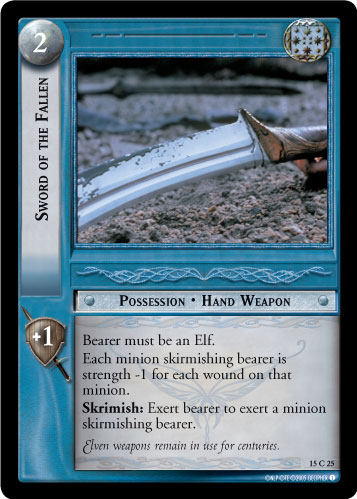 2
SWORD OF THE FALLEN
POSSESSION • HAND WEAPON
+1
Bearer must be an Elf.
Each minion skirmishing bearer is
strength -1 for each wound on that
minion.
Skrimish: Exert bearer to exert a minion
skirmishing bearer.
Elven weapons remain in use for centuries.
15 C 25